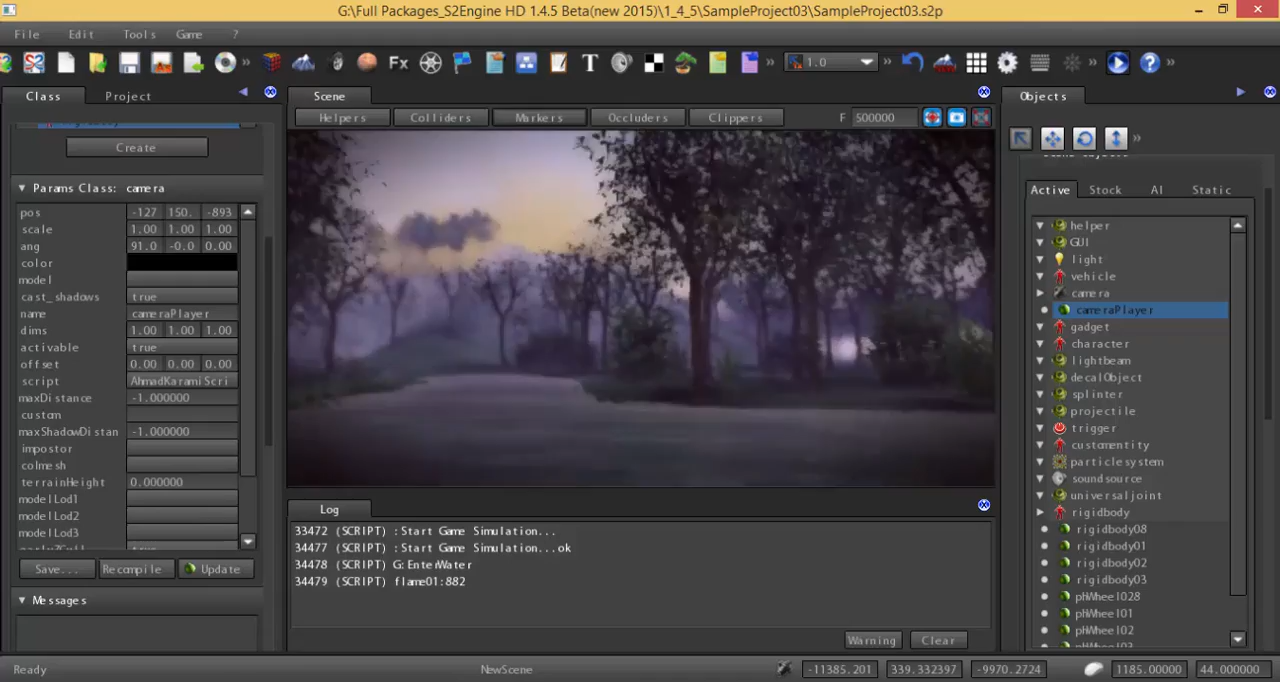 G:\Full Packages_S2Engine HD 1.4.5 Beta(new 2015)\1_4_5\SampleProject03\SampleProject03.s2p
File Edit Tools Game ?
S2 Fx T 1.0
Class Project
Create
Params Class: camera
pos -127 150. -893
scale 1.00 1.00 1.00
ang 91.0 -0.0 0.00
color
model
cast_shadows true
name cameraPlayer
dims 1.00 1.00 1.00
activable true
offset 0.00 0.00 0.00
script AhmadKaramiScri
maxDistance -1.000000
custom
maxShadowDistan -1.000000
impostor
colmesh
terrainHeight 0.000000
modelLod1
modelLod2
modelLod3
Save... Recompile Update
Messages
Scene
Helpers Colliders Markers Occluders Clippers F 500000
Log
33472 (SCRIPT) :Start Game Simulation...
34477 (SCRIPT) :Start Game Simulation...ok
34478 (SCRIPT) G:EnterWater
34479 (SCRIPT) flame01:882
Warning Clear
Objects
Active Stock AI Static
helper
GUI
light
vehicle
camera
cameraPlayer
gadget
character
lightbeam
decalObject
splinter
projectile
trigger
customentity
particlesystem
soundsource
universaljoint
rigidbody
rigidbody08
rigidbody01
rigidbody02
rigidbody03
pHWheel028
pHWheel01
pHWheel02
Ready NewScene -11385.201 339.332397 -9970.2724 1185.00000 44.000000